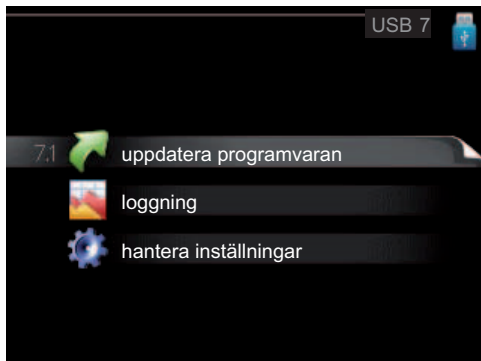 USB 7
7.1 uppdatera programvaran
loggning
hantera inställningar